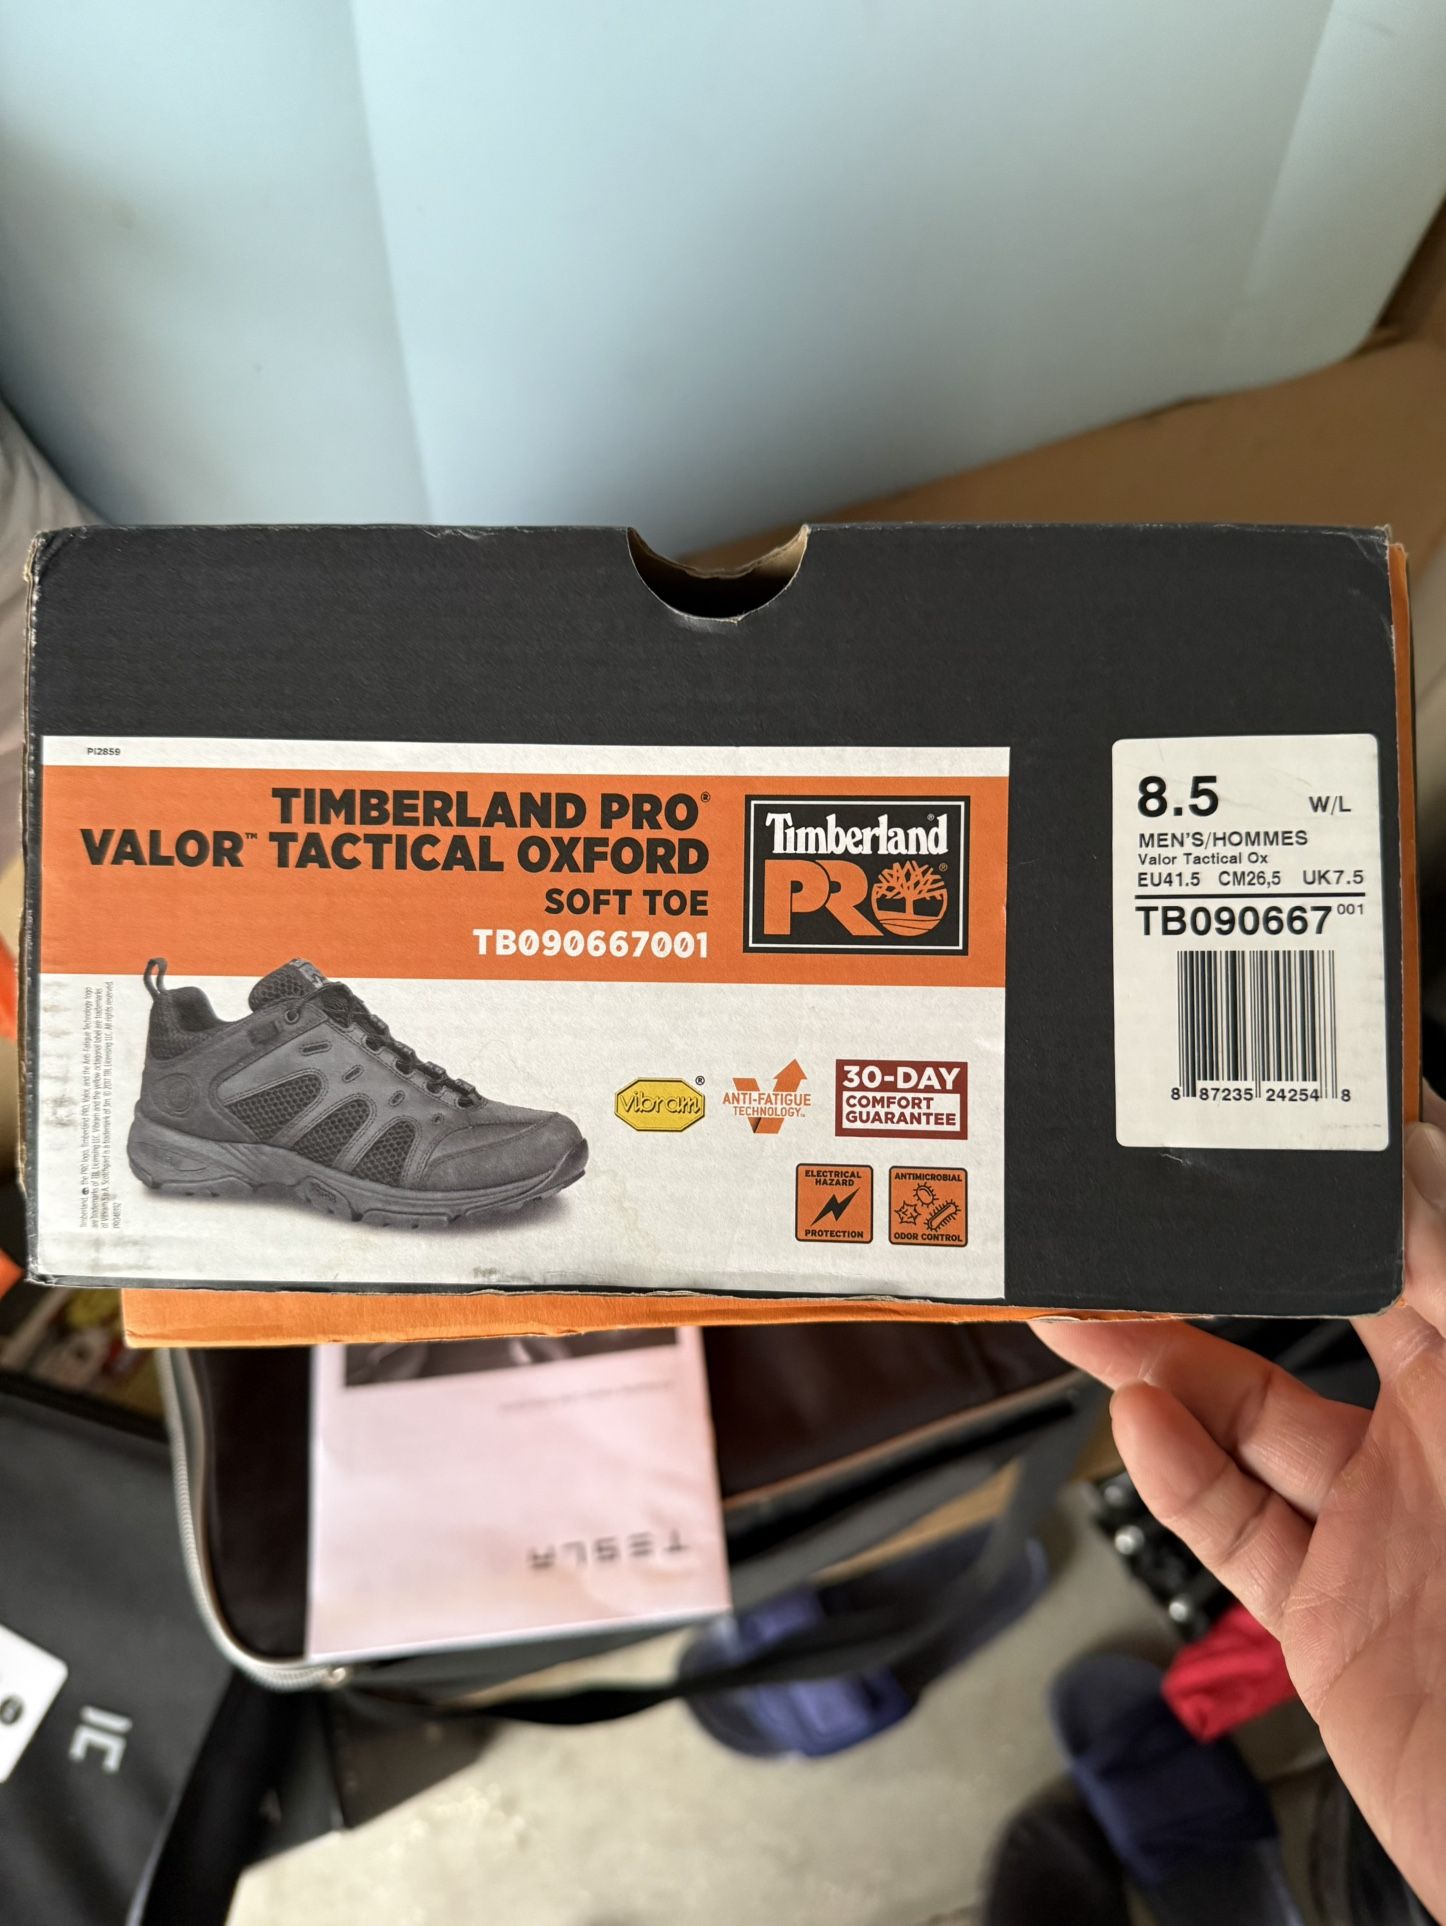 PI2859
TIMBERLAND PRO®
VALOR™ TACTICAL OXFORD
SOFT TOE
TB090667001
Timberland®
PRO®
vibram®
ANTI-FATIGUE
TECHNOLOGY™
30-DAY
COMFORT
GUARANTEE
ELECTRICAL
HAZARD
PROTECTION
ANTIMICROBIAL
ODOR CONTROL
8.5 W/L
MEN'S/HOMMES
Valor Tactical Ox
EU41.5 CM26,5 UK7.5
TB090667 001
8 87235 24254 8
TESLA